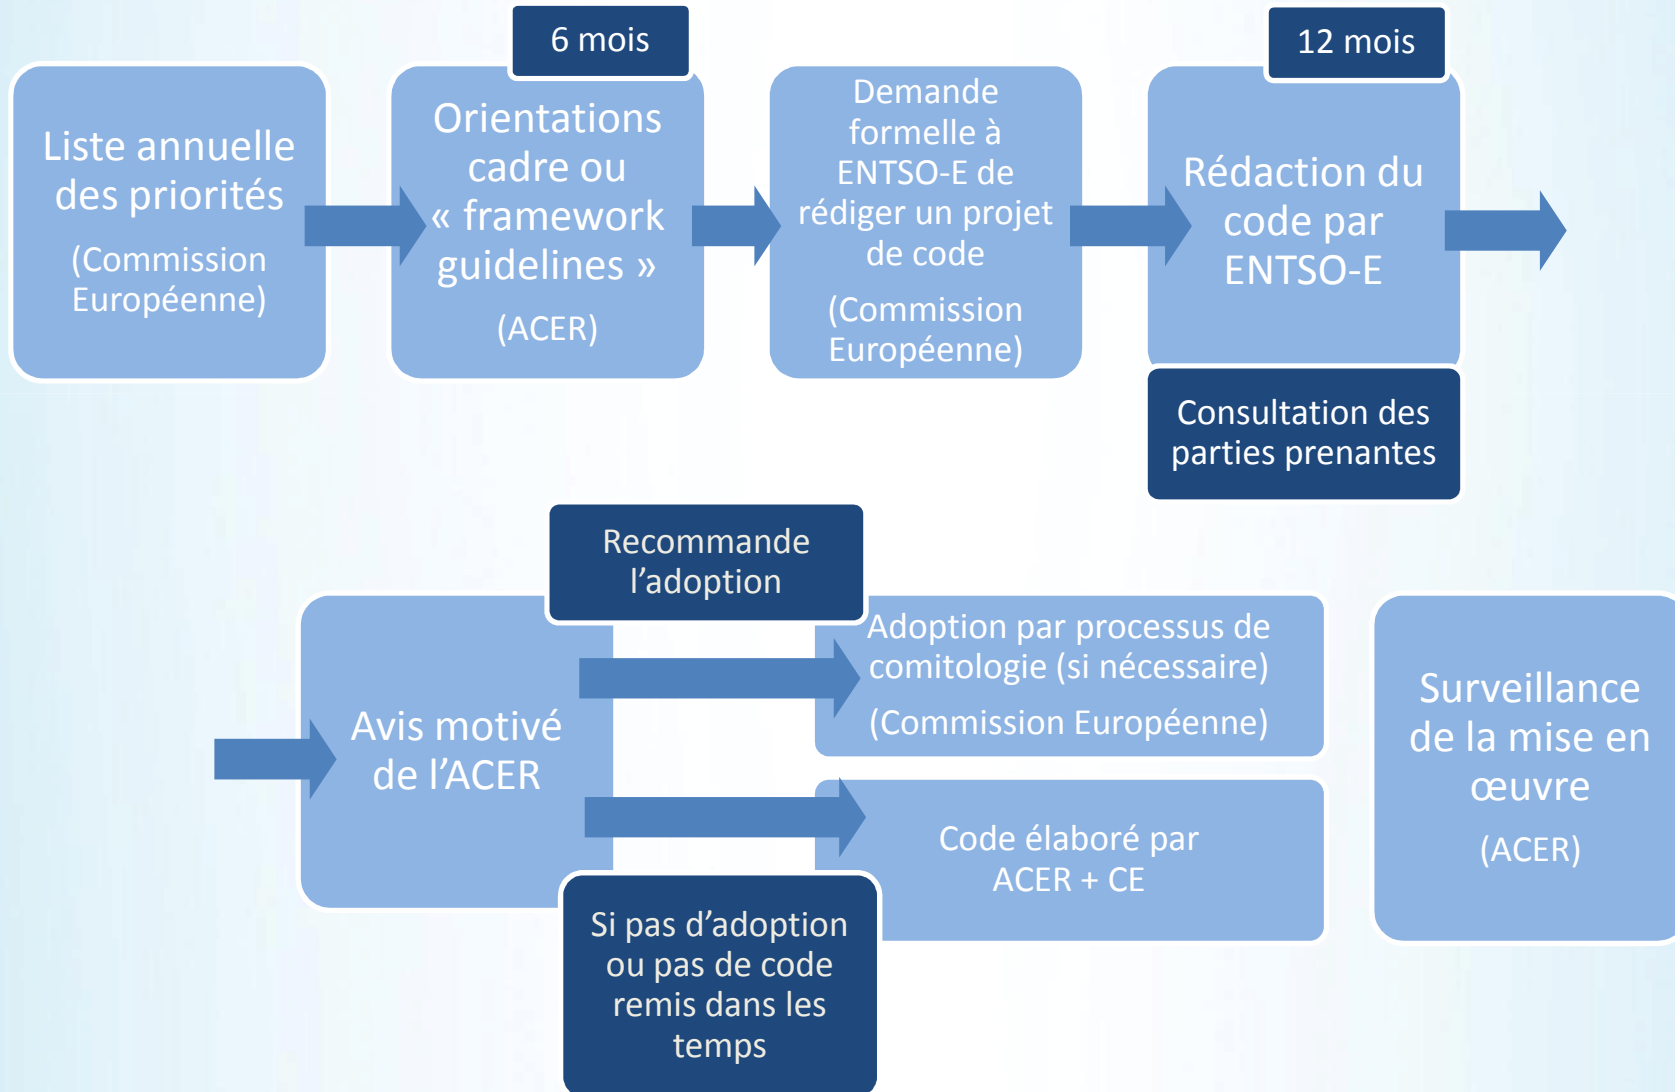 6 mois
12 mois
Liste annuelle
des priorités
(Commission
Européenne)
Orientations
cadre ou
« framework
guidelines »
(ACER)
Demande
formelle à
ENTSO-E de
rédiger un projet
de code
(Commission
Européenne)
Rédaction du
code par
ENTSO-E
Consultation des
parties prenantes
Avis motivé
de l’ACER
Recommande
l’adoption
Adoption par processus de
comitologie (si nécessaire)
(Commission Européenne)
Si pas d’adoption
ou pas de code
remis dans les
temps
Code élaboré par
ACER + CE
Surveillance
de la mise en
œuvre
(ACER)